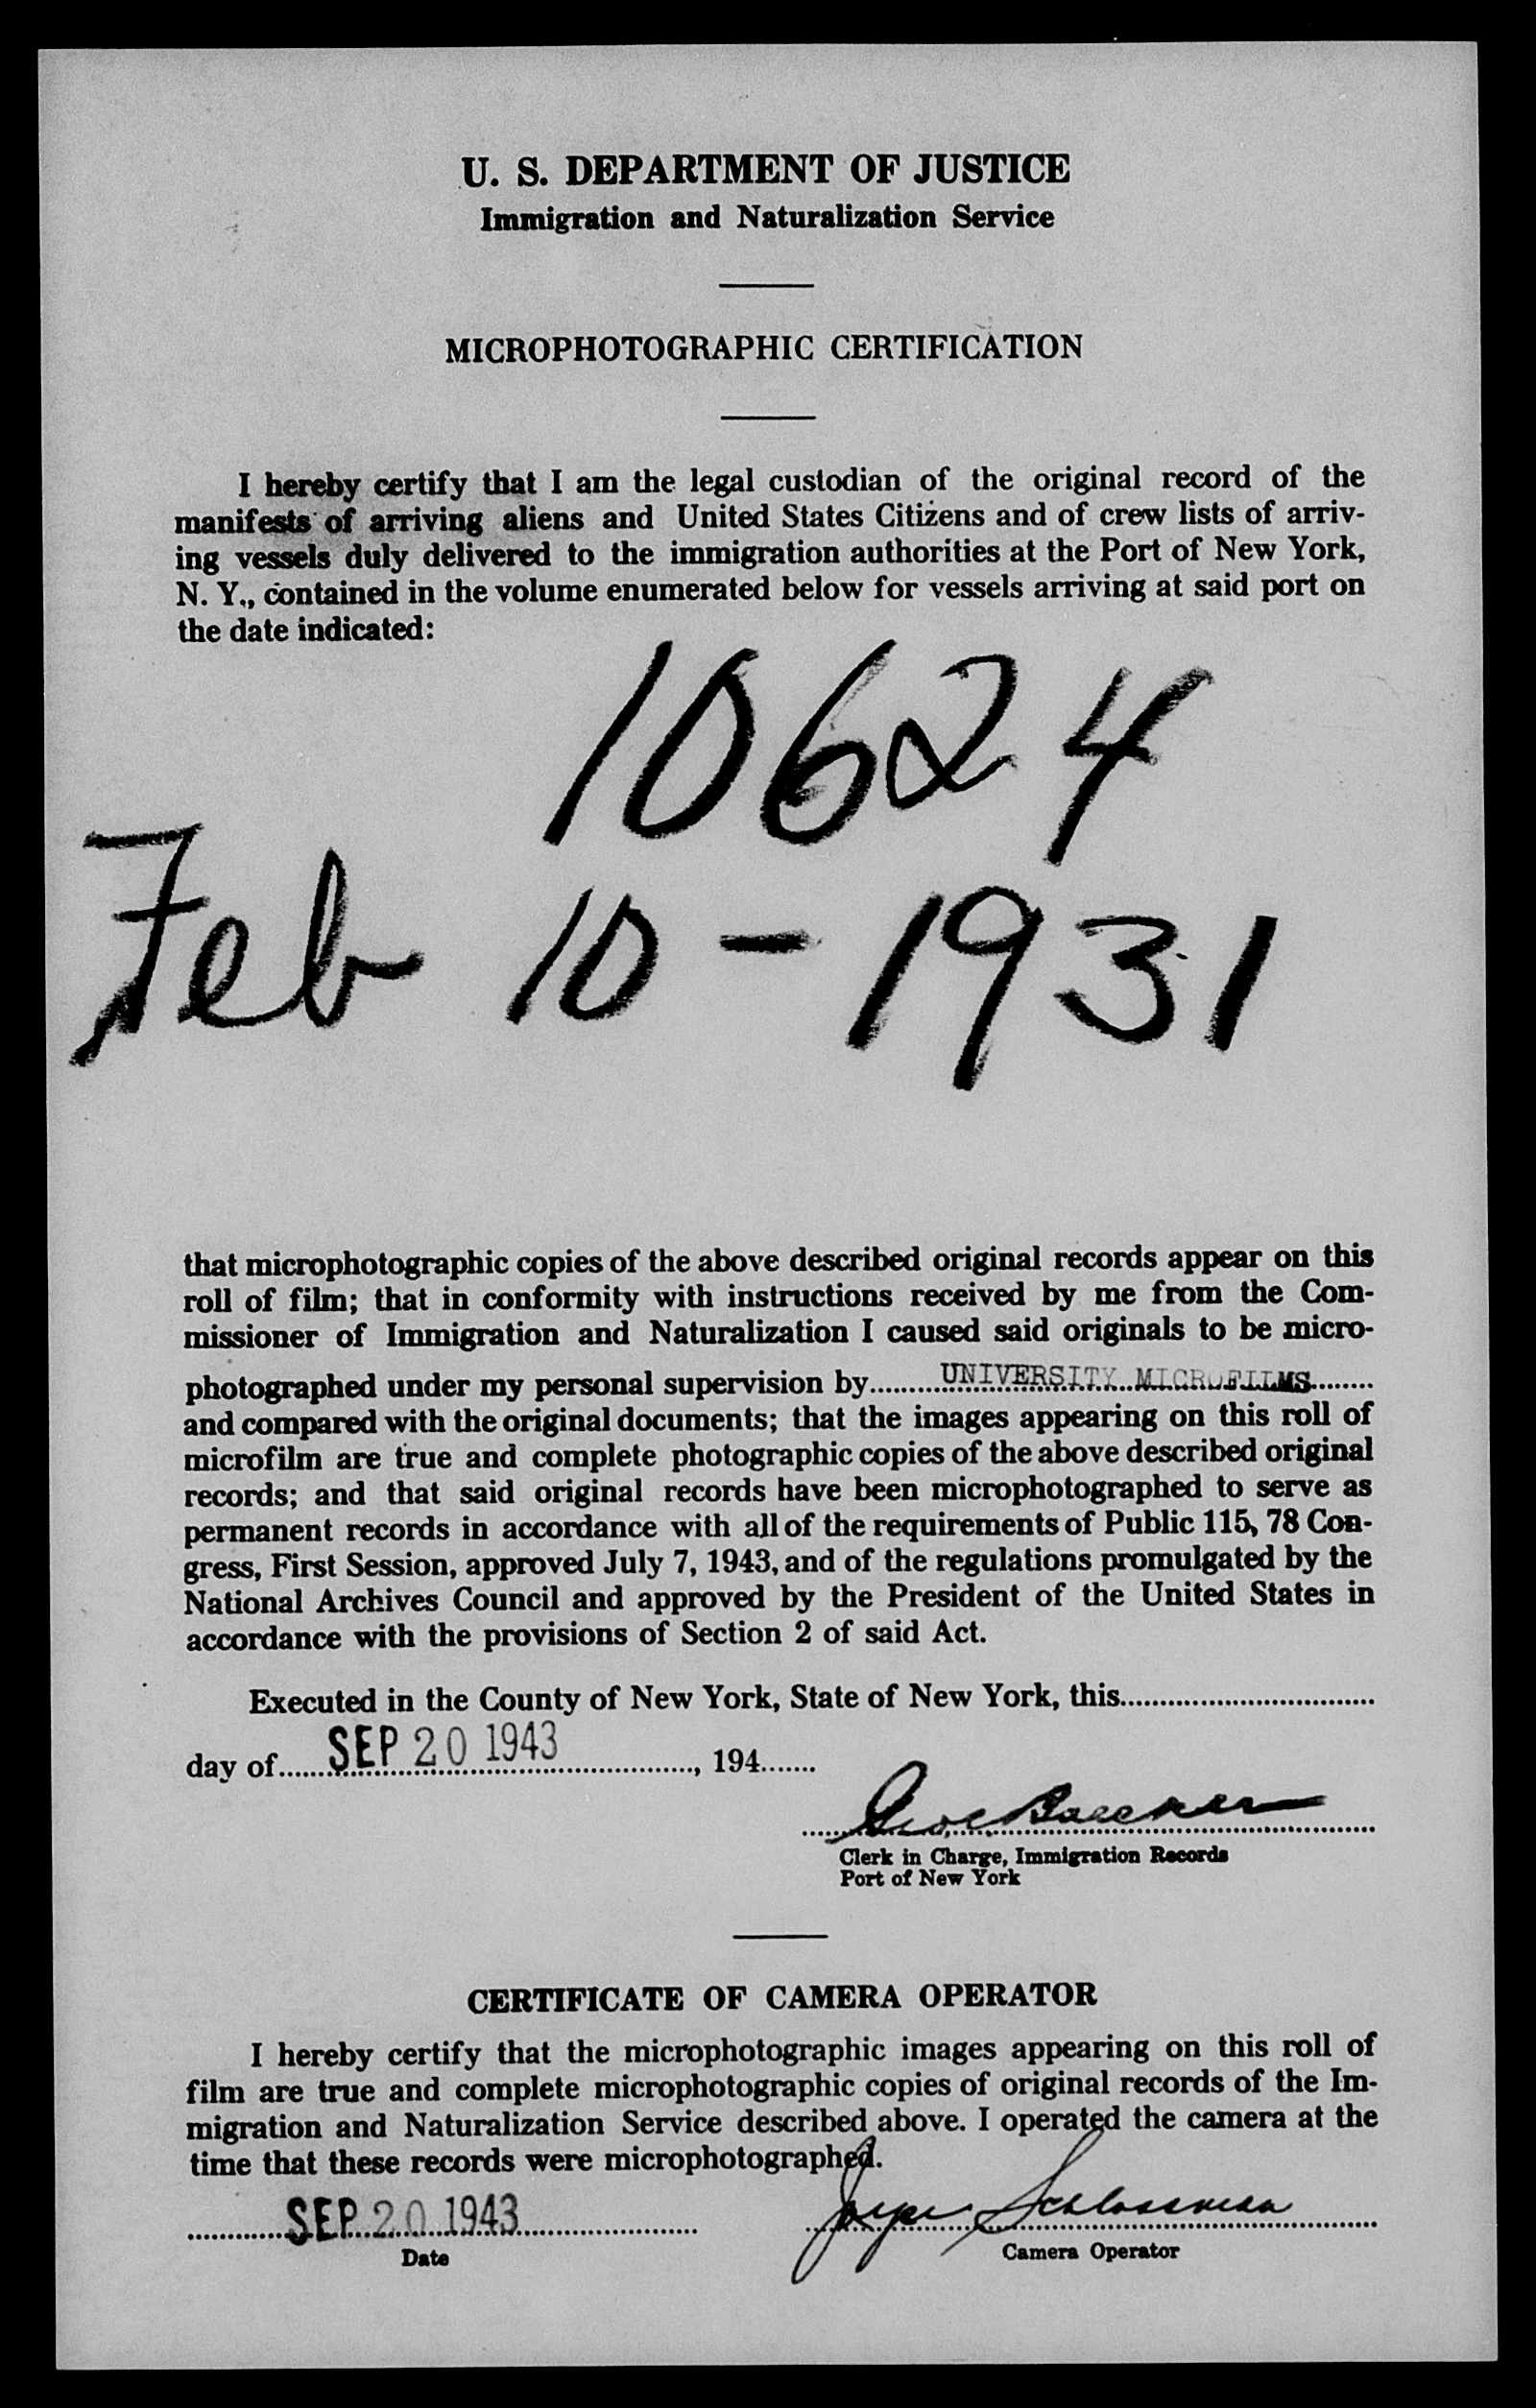 U. S. DEPARTMENT OF JUSTICE
Immigration and Naturalization Service
MICROPHOTOGRAPHIC CERTIFICATION
I hereby certify that I am the legal custodian of the original record of the
manifests of arriving aliens and United States Citizens and of crew lists of arriv-
ing vessels duly delivered to the immigration authorities at the Port of New York,
N. Y., contained in the volume enumerated below for vessels arriving at said port on
the date indicated:
10624
Feb 10 - 1931
that microphotographic copies of the above described original records appear on this
roll of film; that in conformity with instructions received by me from the Com-
missioner of Immigration and Naturalization I caused said originals to be micro-
photographed under my personal supervision by UNIVERSITY MICROFILMS
and compared with the original documents; that the images appearing on this roll of
microfilm are true and complete photographic copies of the above described original
records; and that said original records have been microphotographed to serve as
permanent records in accordance with all of the requirements of Public 115, 78 Con-
gress, First Session, approved July 7, 1943, and of the regulations promulgated by the
National Archives Council and approved by the President of the United States in
accordance with the provisions of Section 2 of said Act.
Executed in the County of New York, State of New York, this
day of SEP 20 1943, 194
Clerk in Charge, Immigration Records
Port of New York
CERTIFICATE OF CAMERA OPERATOR
I hereby certify that the microphotographic images appearing on this roll of
film are true and complete microphotographic copies of original records of the Im-
migration and Naturalization Service described above. I operated the camera at the
time that these records were microphotographed.
SEP 20 1943 Schlossman
Date Camera Operator